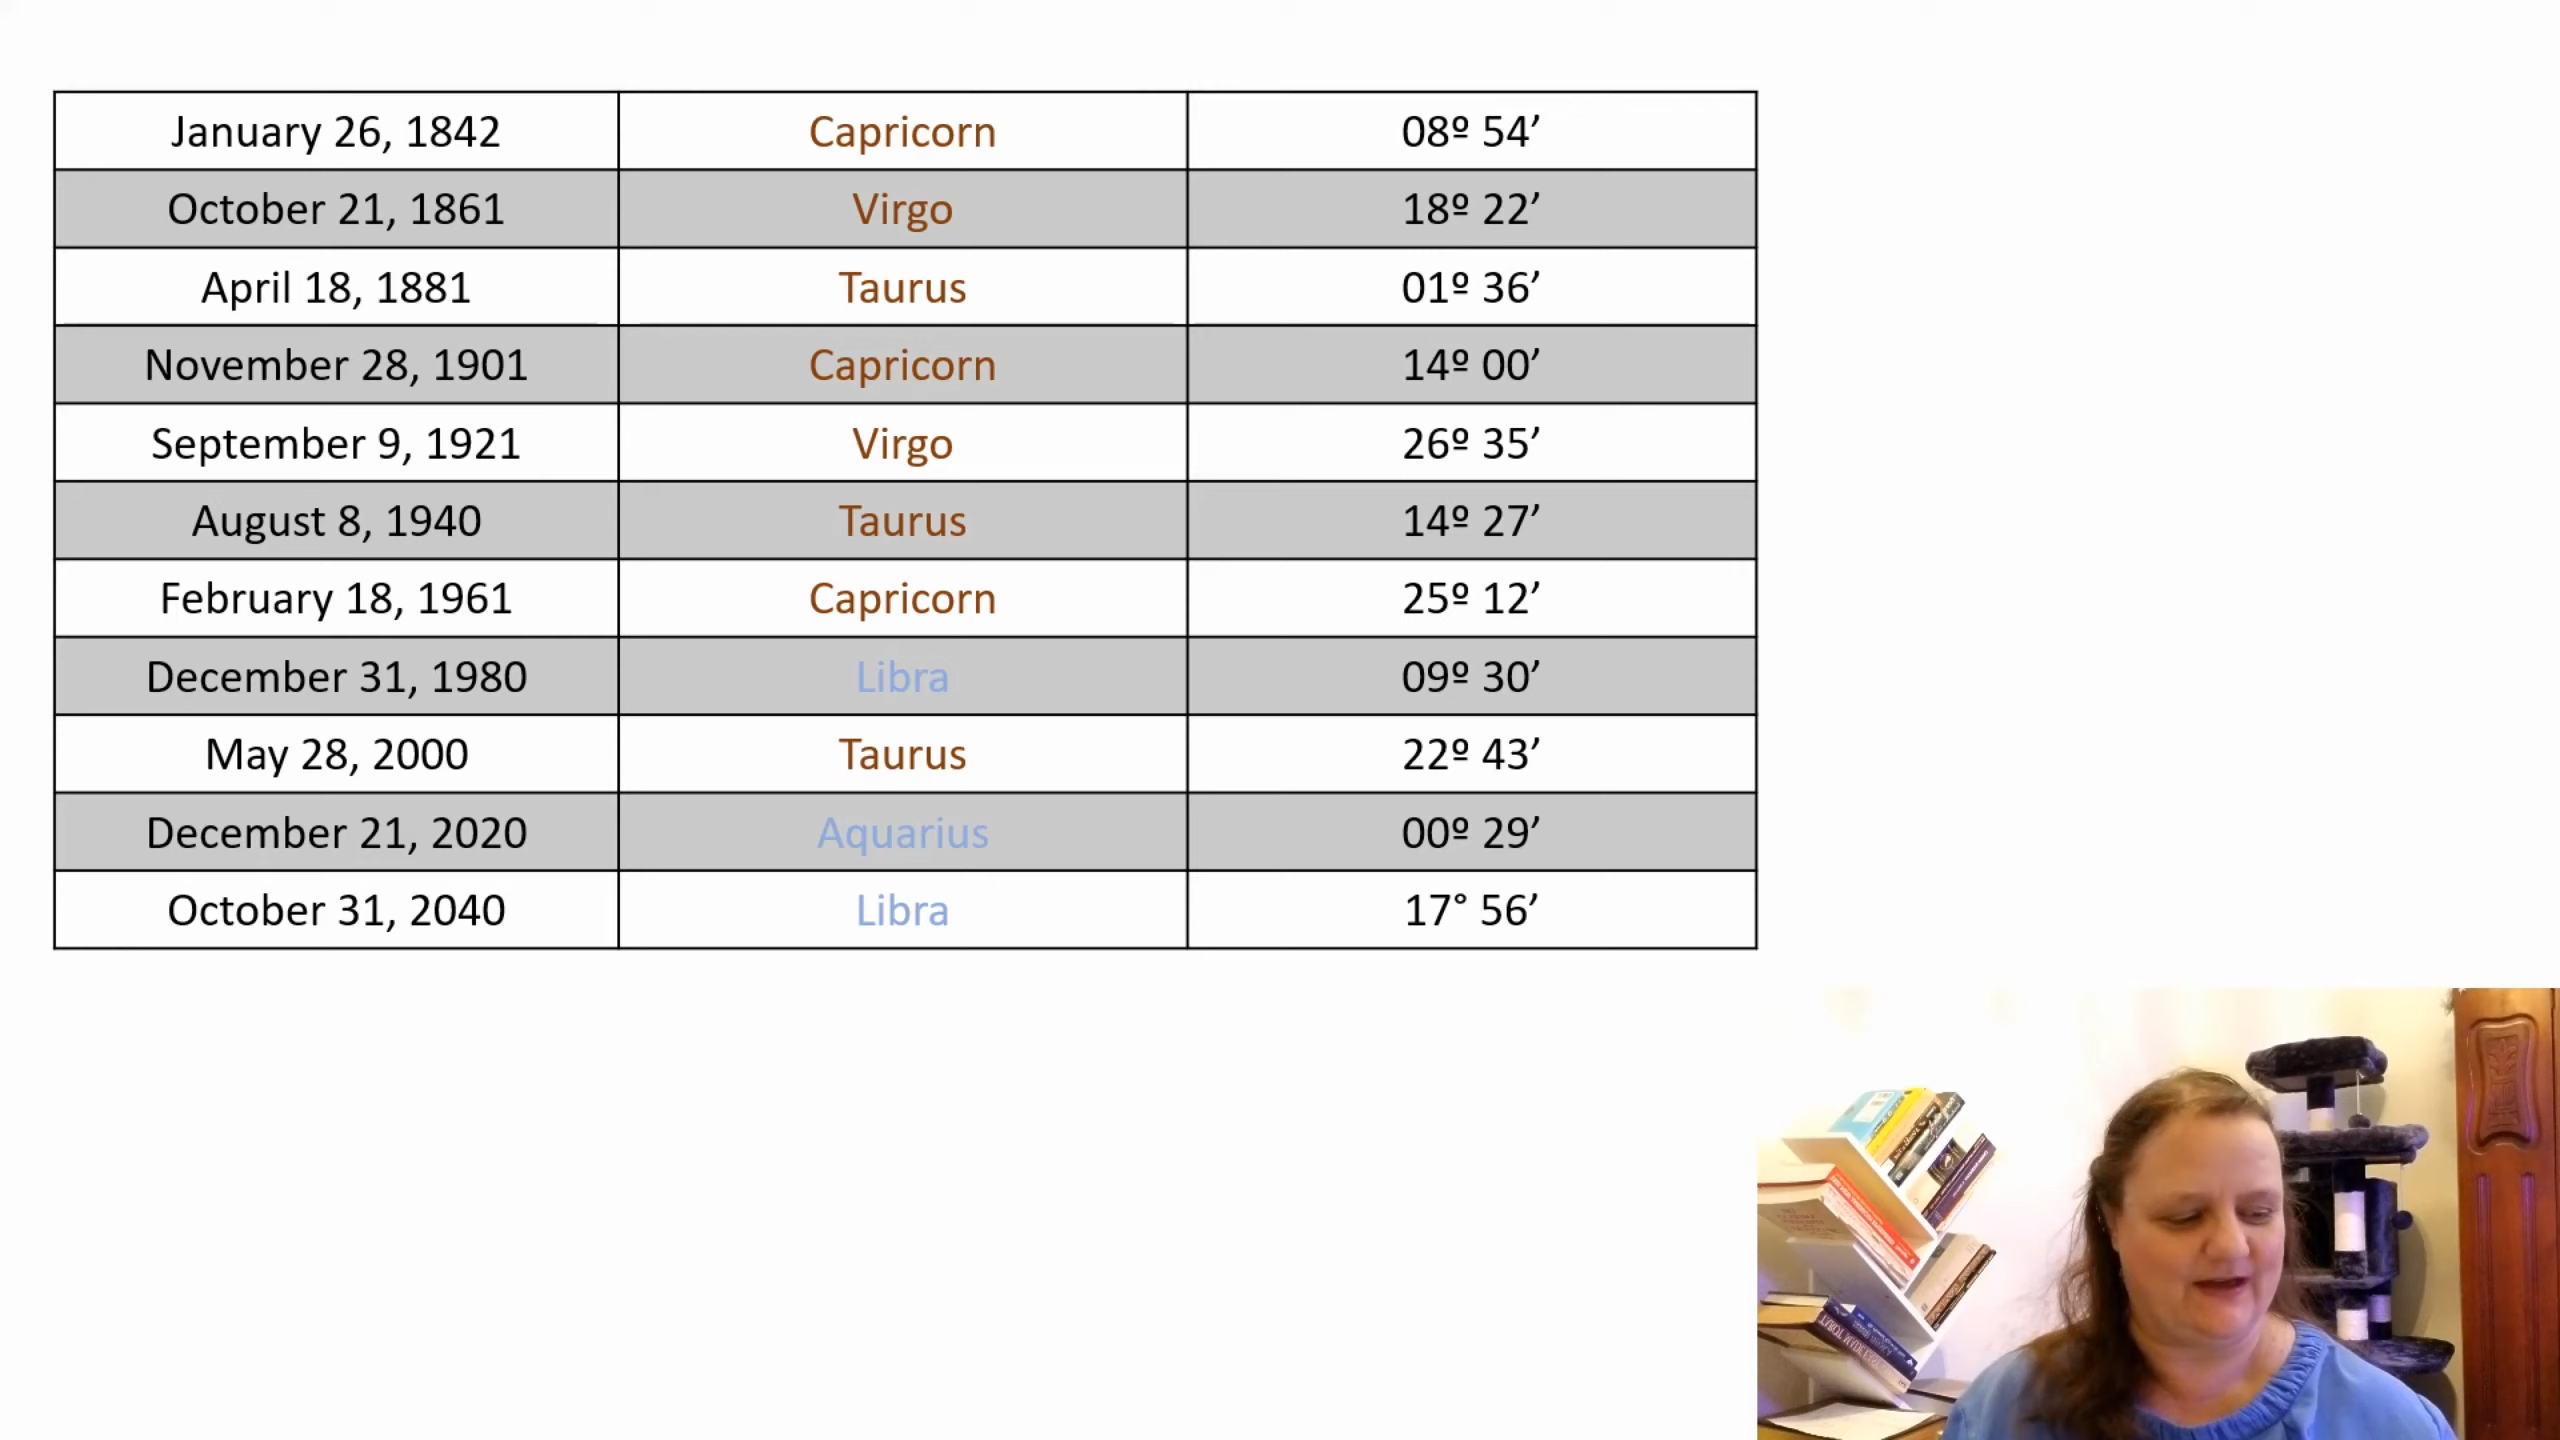 January 26, 1842 Capricorn 08º 54’
October 21, 1861 Virgo 18º 22’
April 18, 1881 Taurus 01º 36’
November 28, 1901 Capricorn 14º 00’
September 9, 1921 Virgo 26º 35’
August 8, 1940 Taurus 14º 27’
February 18, 1961 Capricorn 25º 12’
December 31, 1980 Libra 09º 30’
May 28, 2000 Taurus 22º 43’
December 21, 2020 Aquarius 00º 29’
October 31, 2040 Libra 17° 56’